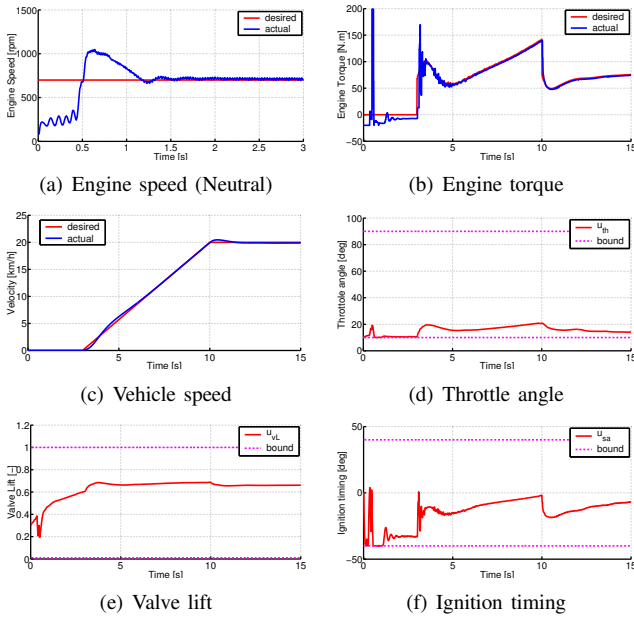 1500
1000
500
0
Engine Speed [rpm]
desired
actual
0 0.5 1 1.5 2 2.5 3
Time [s]
(a) Engine speed (Neutral)
200
150
100
50
0
−50
Engine Torque [N.m]
desired
actual
0 5 10 15
Time [s]
(b) Engine torque
25
20
15
10
5
0
Velocity [km/h]
desired
actual
5 10 15
Time [s]
(c) Vehicle speed
100
80
60
40
20
0
Throttole angle [deg]
u_th
bound
0 5 10 15
Time [s]
(d) Throttle angle
1.2
1
0.8
0.6
0.4
0.2
0
Valve Lift [−]
u_vL
bound
0 5 10 15
Time [s]
(e) Valve lift
50
0
−50
Ignition timing [deg]
u_sa
bound
0 5 10 15
Time [s]
(f) Ignition timing